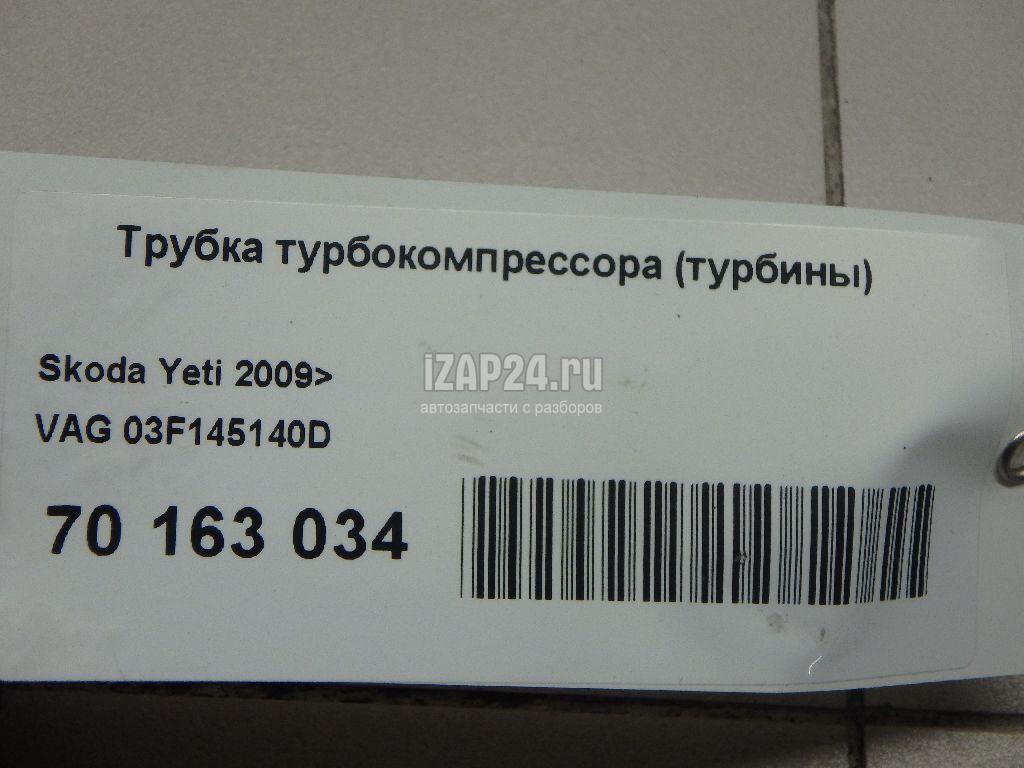 Трубка турбокомпрессора (турбины)
Skoda Yeti 2009>
iZAP24.ru
автозапчасти с разборов
VAG 03F145140D
70 163 034